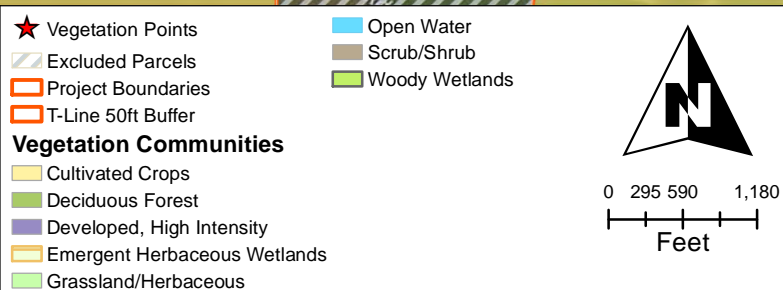 Vegetation Points
Excluded Parcels
Project Boundaries
T-Line 50ft Buffer
Vegetation Communities
Cultivated Crops
Deciduous Forest
Developed, High Intensity
Emergent Herbaceous Wetlands
Grassland/Herbaceous
Open Water
Scrub/Shrub
Woody Wetlands
N
0 295 590 1,180
Feet